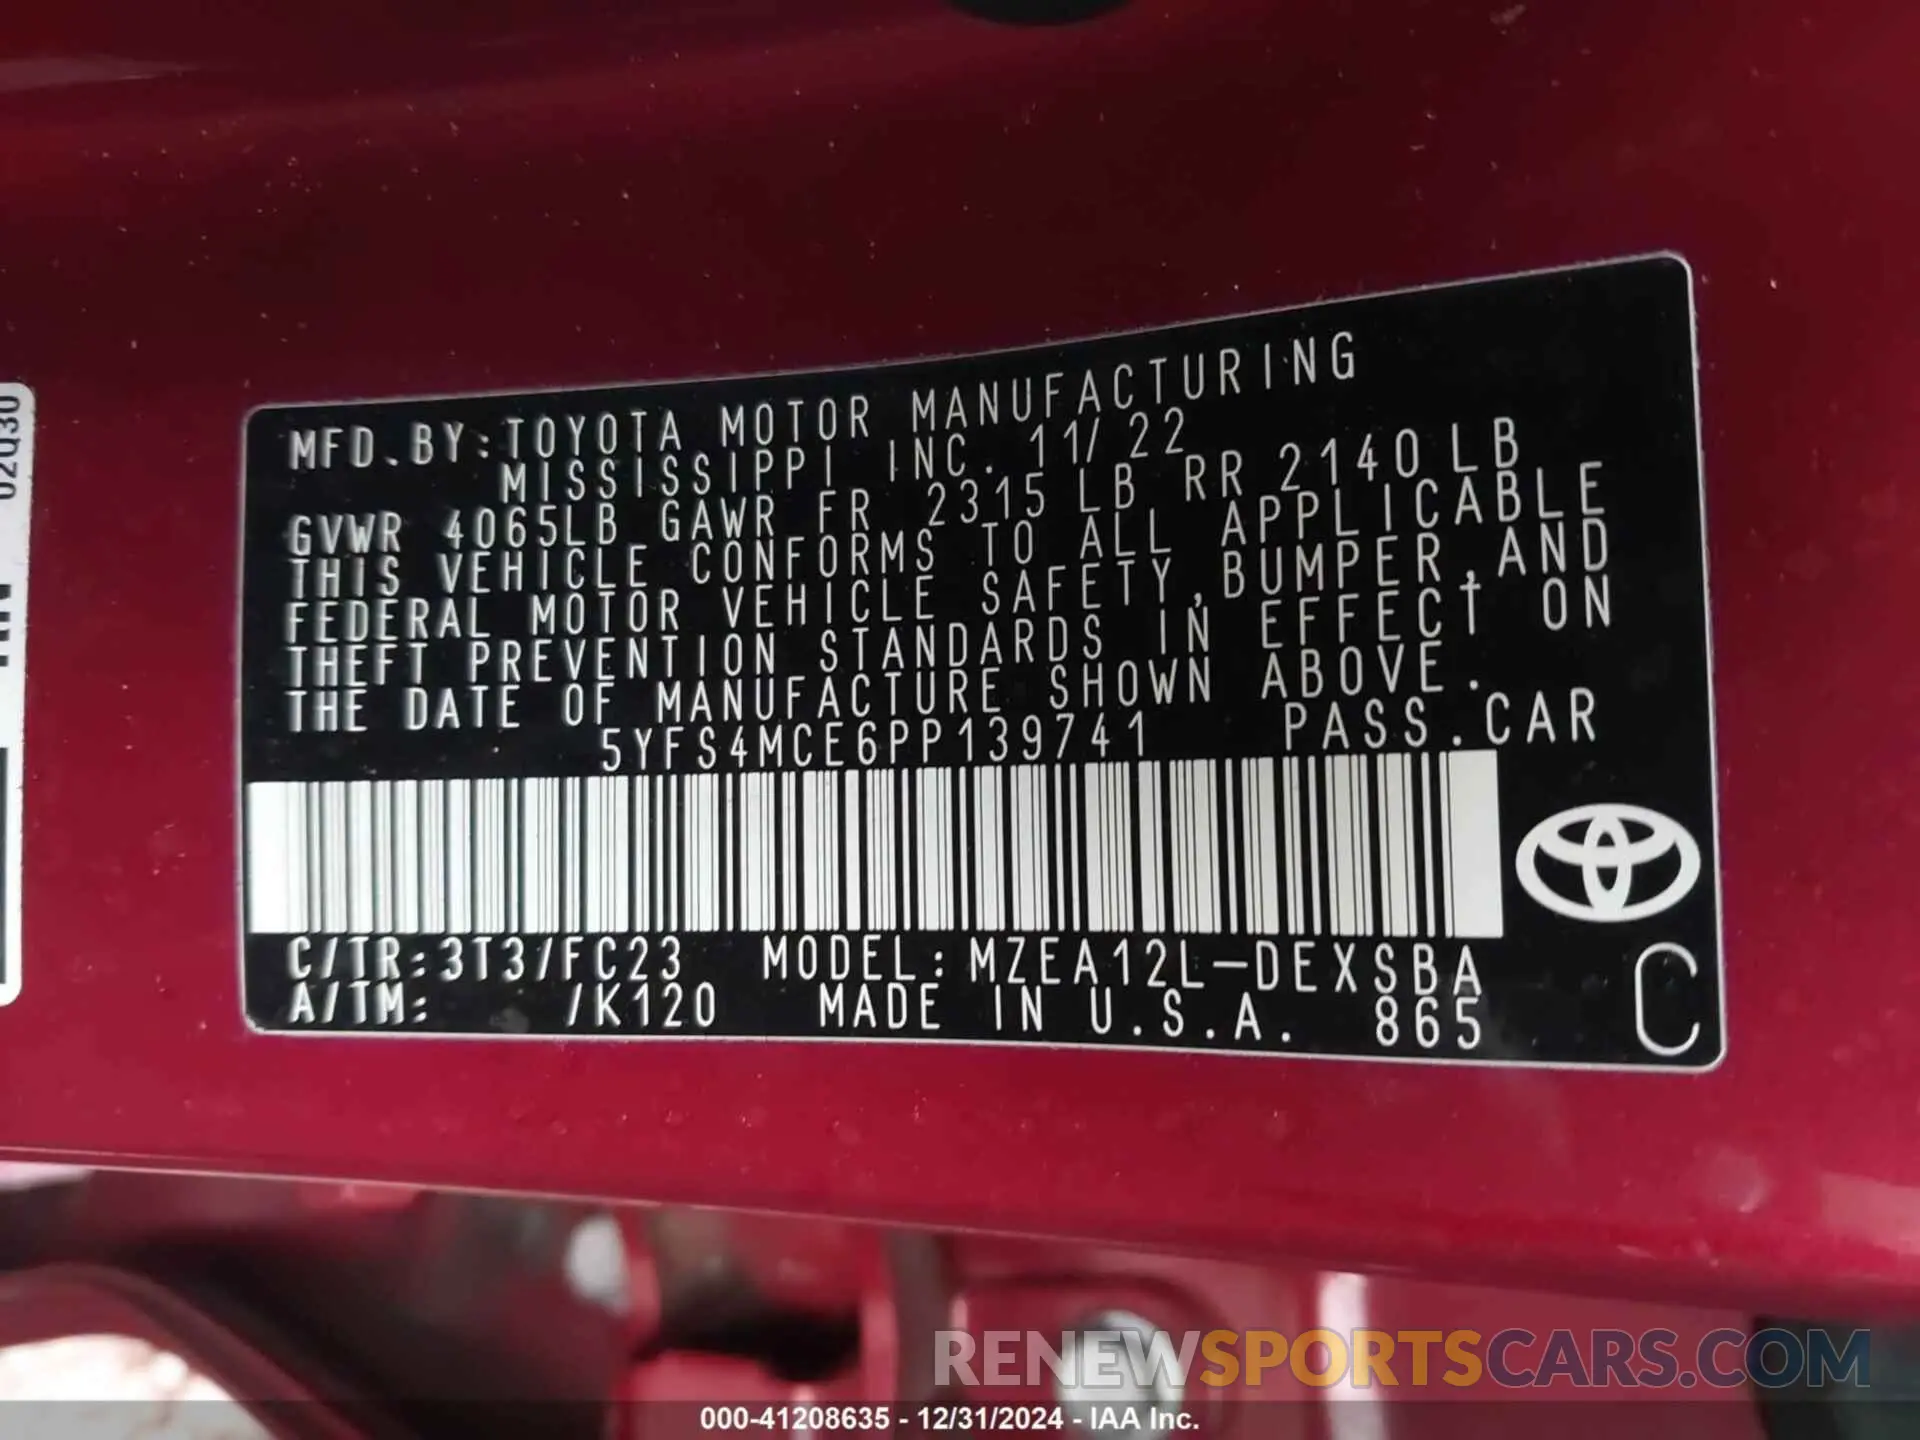 MFD.BY:TOYOTA MOTOR MANUFACTURING
MISSISSIPPI INC. 11/22
GVWR 4065LB GAWR FR 2315 LB RR 2140LB
THIS VEHICLE CONFORMS TO ALL APPLICABLE
FEDERAL MOTOR VEHICLE SAFETY,BUMPER,AND
THEFT PREVENTION STANDARDS IN EFFECT ON
THE DATE OF MANUFACTURE SHOWN ABOVE.
5YFS4MCE6PP139741 PASS.CAR
C/TR:3T3/FC23 MODEL:MZEA12L-DEXSBA
A/TM: /K120 MADE IN U.S.A. 865
C
02Q30
RENEWSPORTSCARS.COM
000-41208635 - 12/31/2024 - IAA Inc.